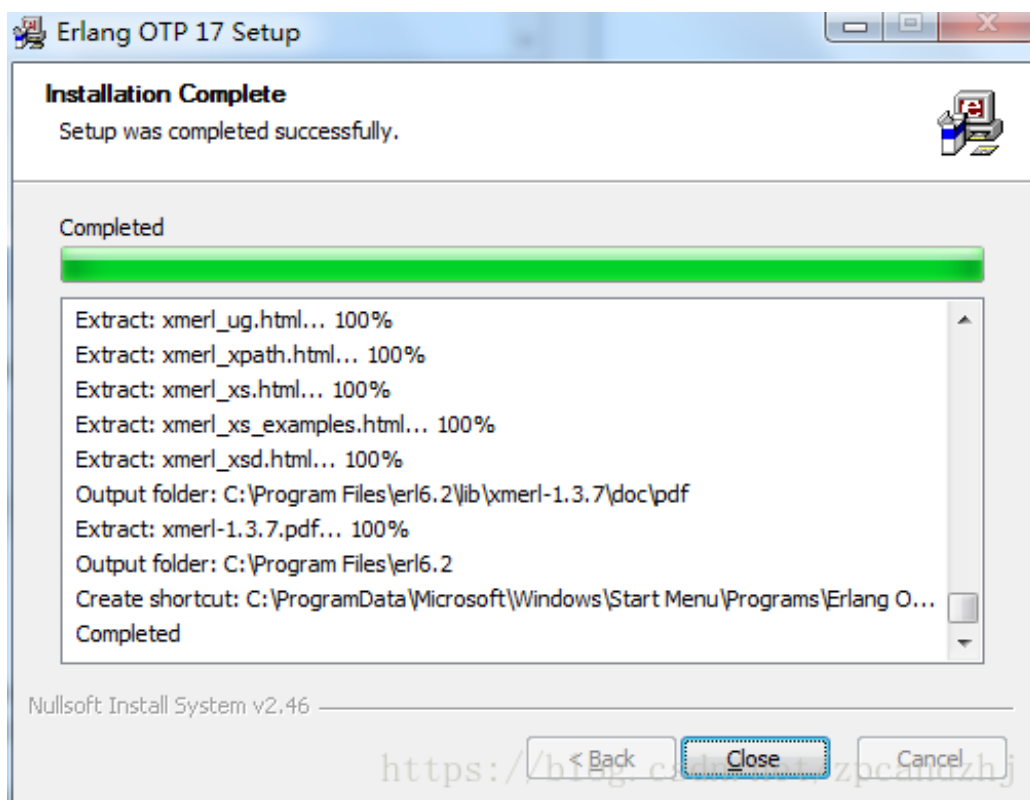 Erlang OTP 17 Setup
Installation Complete
Setup was completed successfully.
Completed
Extract: xmerl_ug.html... 100%
Extract: xmerl_xpath.html... 100%
Extract: xmerl_xs.html... 100%
Extract: xmerl_xs_examples.html... 100%
Extract: xmerl_xsd.html... 100%
Output folder: C:\Program Files\erl6.2\lib\xmerl-1.3.7\doc\pdf
Extract: xmerl-1.3.7.pdf... 100%
Output folder: C:\Program Files\erl6.2
Create shortcut: C:\ProgramData\Microsoft\Windows\Start Menu\Programs\Erlang O...
Completed
Nullsoft Install System v2.46
< Back Close Cancel